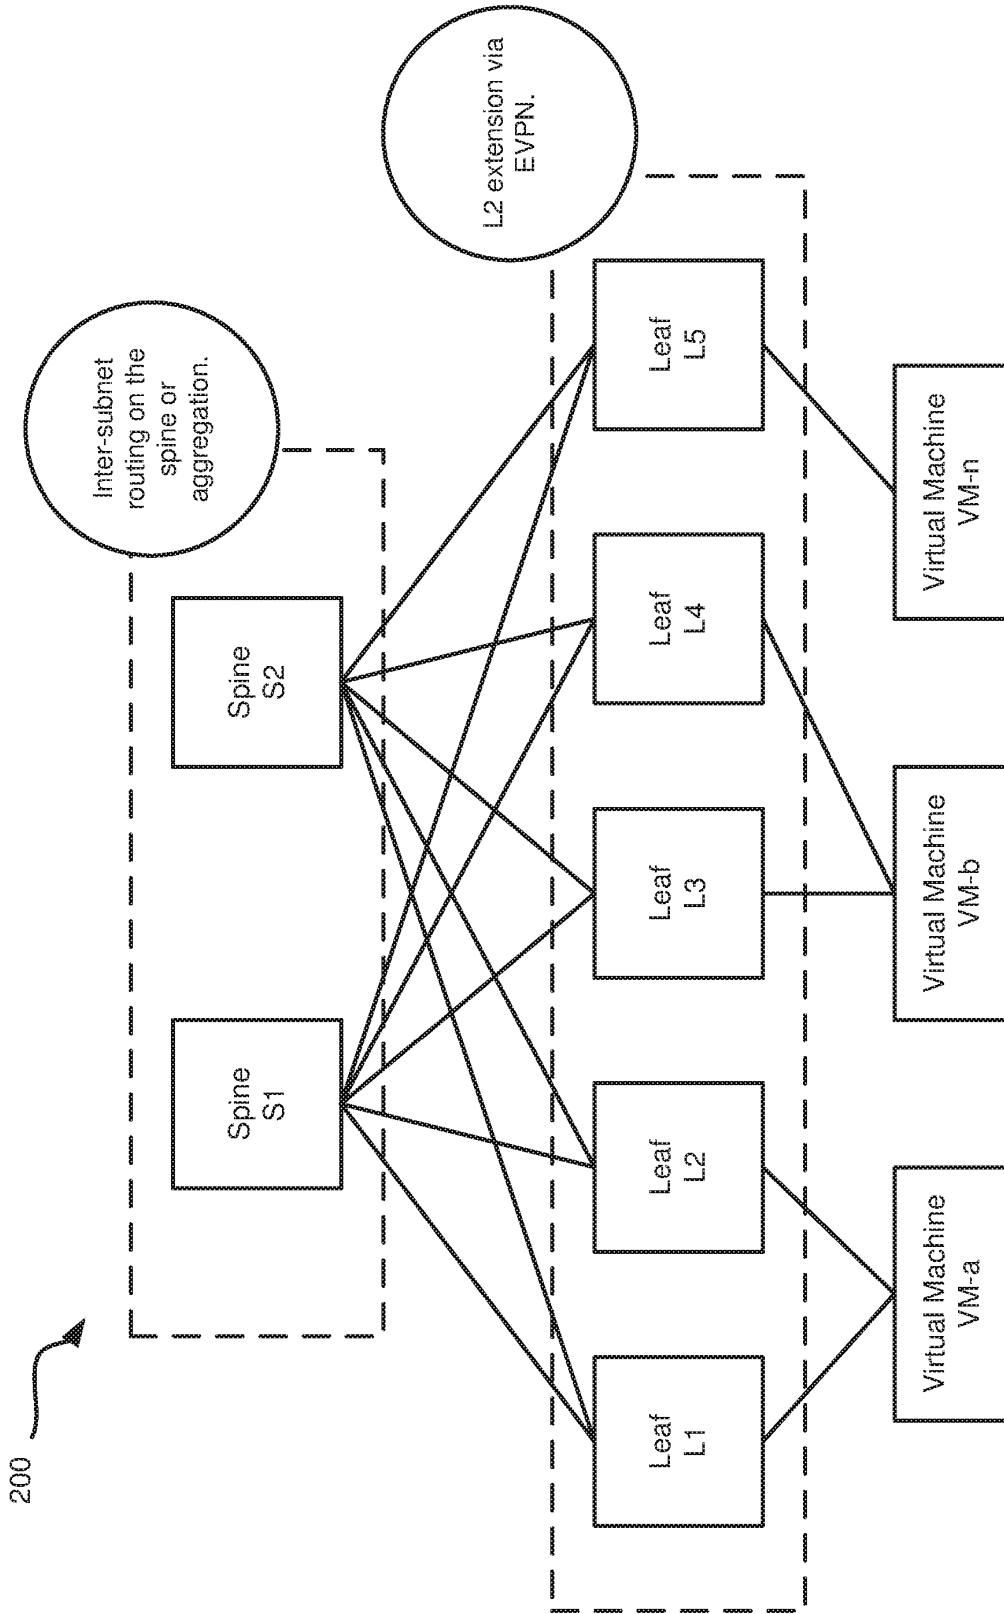 200
Inter-subnet
routing on the
spine or
aggregation.
Spine
S1
Spine
S2
L2 extension via
EVPN.
Leaf
L1
Leaf
L2
Leaf
L3
Leaf
L4
Leaf
L5
Virtual Machine
VM-a
Virtual Machine
VM-b
Virtual Machine
VM-n